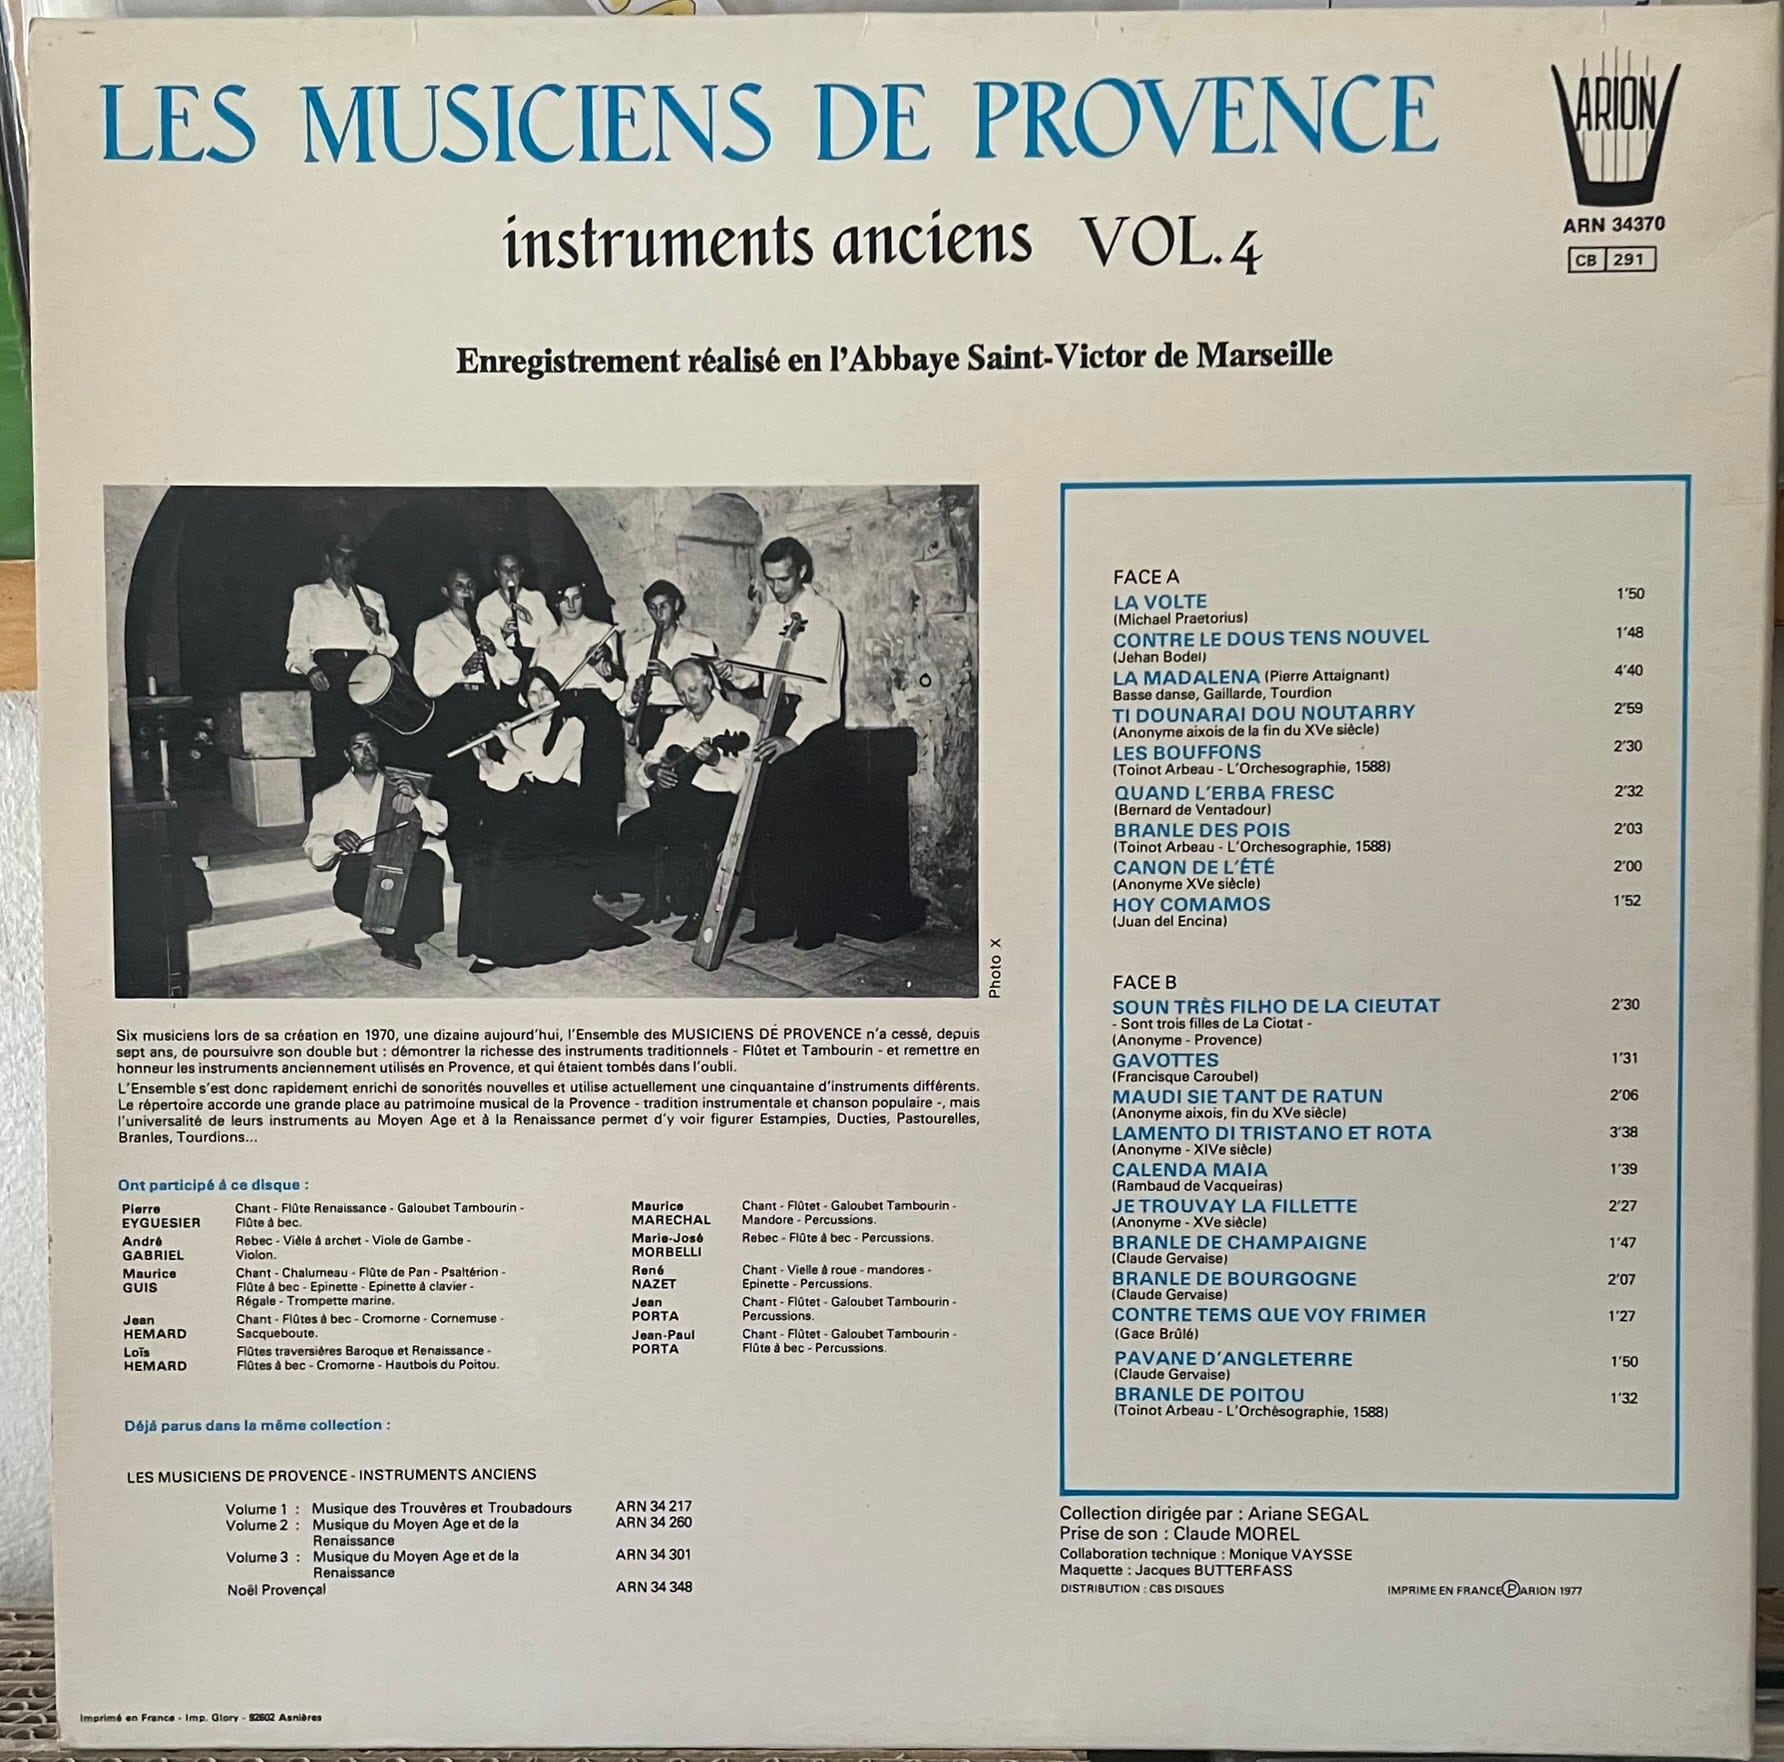 LES MUSICIENS DE PROVENCE
instruments anciens VOL.4
ARION
ARN 34370
CB 291
Enregistrement réalisé en l'Abbaye Saint-Victor de Marseille
Photo X
Six musiciens lors de sa création en 1970, une dizaine aujourd'hui, l'Ensemble des MUSICIENS DE PROVENCE n'a cessé, depuis
sept ans, de poursuivre son double but : démontrer la richesse des instruments traditionnels - Flûtet et Tambourin - et remettre en
honneur les instruments anciennement utilisés en Provence, et qui étaient tombés dans l'oubli.
L'Ensemble s'est donc rapidement enrichi de sonorités nouvelles et utilise actuellement une cinquantaine d'instruments différents.
Le répertoire accorde une grande place au patrimoine musical de la Provence - tradition instrumentale et chanson populaire -, mais
l'universalité de leurs instruments au Moyen Age et à la Renaissance permet d'y voir figurer Estampies, Ducties, Pastourelles,
Branles, Tourdions...
Ont participé à ce disque :
Pierre Chant - Flûte Renaissance - Galoubet Tambourin -
EYGUESIER Flûte à bec.
André Rebec - Vièle à archet - Viole de Gambe -
GABRIEL Violon.
Maurice Chant - Chalumeau - Flûte de Pan - Psaltérion -
GUIS Flûte à bec - Epinette - Epinette à clavier -
Régale - Trompette marine.
Jean Chant - Flûtes à bec - Cromorne - Cornemuse -
HEMARD Sacqueboute.
Loïs Flûtes traversières Baroque et Renaissance -
HEMARD Flûtes à bec - Cromorne - Hautbois du Poitou.
Maurice Chant - Flûtet - Galoubet Tambourin -
MARECHAL Mandore - Percussions.
Marie-José Rebec - Flûte à bec - Percussions.
MORBELLI
René Chant - Vielle à roue - mandores -
NAZET Epinette - Percussions.
Jean Chant - Flûtet - Galoubet Tambourin -
PORTA Percussions.
Jean-Paul Chant - Flûtet - Galoubet Tambourin -
PORTA Flûte à bec - Percussions.
Déjà parus dans la même collection :
LES MUSICIENS DE PROVENCE - INSTRUMENTS ANCIENS
Volume 1 : Musique des Trouvères et Troubadours ARN 34 217
Volume 2 : Musique du Moyen Age et de la ARN 34 260
Renaissance
Volume 3 : Musique du Moyen Age et de la ARN 34 301
Renaissance
Noël Provençal ARN 34 348
Imprimé en France - Imp. Glory - 92602 Asnières
FACE A
LA VOLTE 1'50
(Michael Praetorius)
CONTRE LE DOUS TENS NOUVEL 1'48
(Jehan Bodel)
LA MADALENA (Pierre Attaignant) 4'40
Basse danse, Gaillarde, Tourdion
TI DOUNARAI DOU NOUTARRY 2'59
(Anonyme aixois de la fin du XVe siècle)
LES BOUFFONS 2'30
(Toinot Arbeau - L'Orchesographie, 1588)
QUAND L'ERBA FRESC 2'32
(Bernard de Ventadour)
BRANLE DES POIS 2'03
(Toinot Arbeau - L'Orchesographie, 1588)
CANON DE L'ÉTÉ 2'00
(Anonyme XVe siècle)
HOY COMAMOS 1'52
(Juan del Encina)
FACE B
SOUN TRÈS FILHO DE LA CIEUTAT 2'30
- Sont trois filles de La Ciotat -
(Anonyme - Provence)
GAVOTTES 1'31
(Francisque Caroubel)
MAUDI SIE TANT DE RATUN 2'06
(Anonyme aixois, fin du XVe siècle)
LAMENTO DI TRISTANO ET ROTA 3'38
(Anonyme - XIVe siècle)
CALENDA MAIA 1'39
(Rambaud de Vacqueiras)
JE TROUVAY LA FILLETTE 2'27
(Anonyme - XVe siècle)
BRANLE DE CHAMPAIGNE 1'47
(Claude Gervaise)
BRANLE DE BOURGOGNE 2'07
(Claude Gervaise)
CONTRE TEMS QUE VOY FRIMER 1'27
(Gace Brûlé)
PAVANE D'ANGLETERRE 1'50
(Claude Gervaise)
BRANLE DE POITOU 1'32
(Toinot Arbeau - L'Orchésographie, 1588)
Collection dirigée par : Ariane SEGAL
Prise de son : Claude MOREL
Collaboration technique : Monique VAYSSE
Maquette : Jacques BUTTERFASS
DISTRIBUTION : CBS DISQUES IMPRIME EN FRANCE Ⓟ ARION 1977